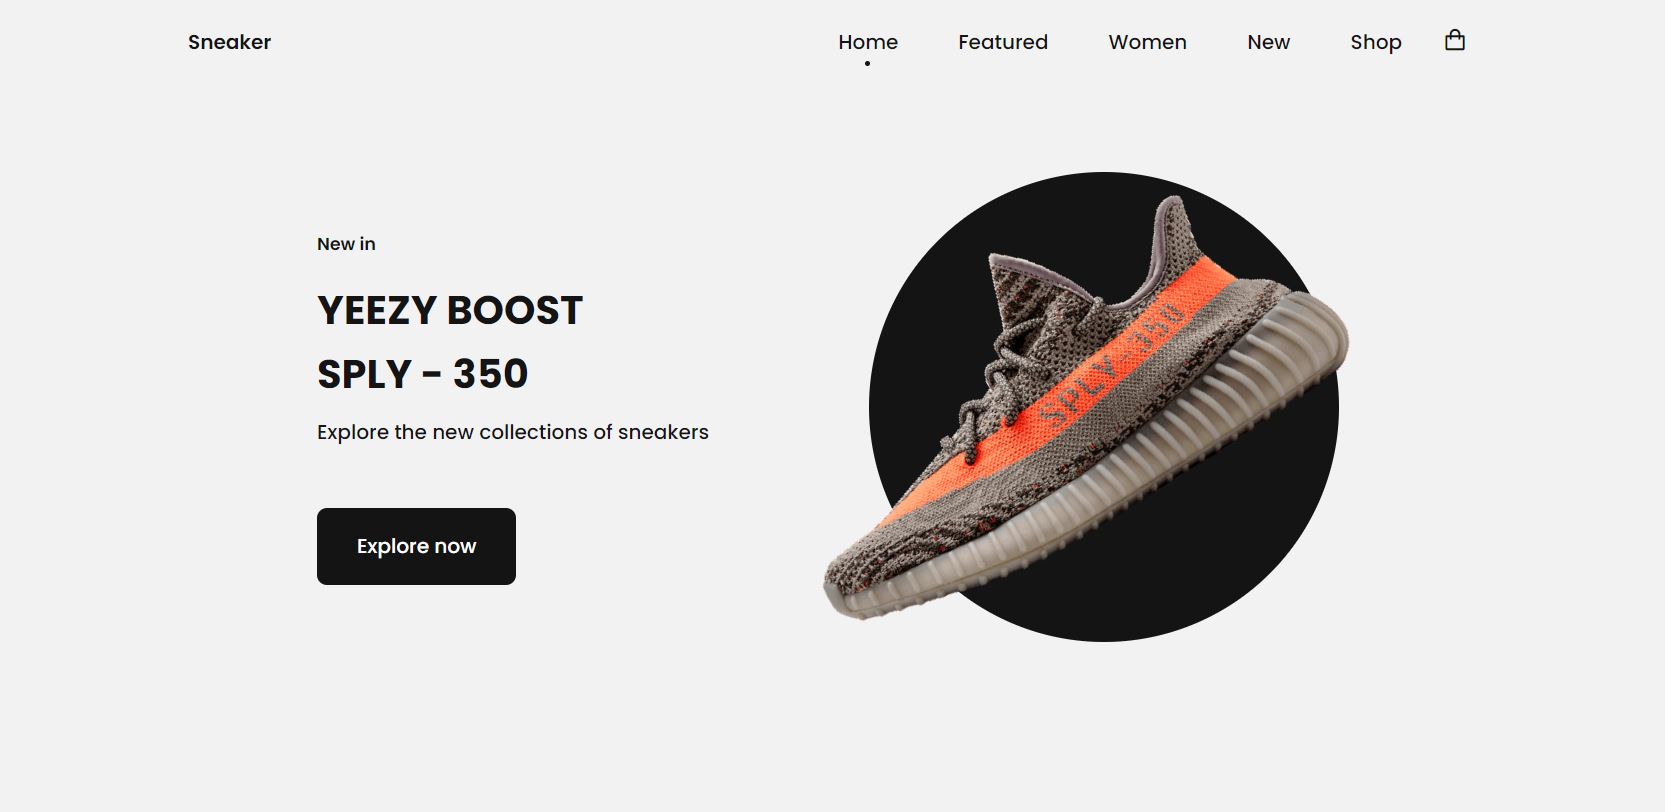 Sneaker
Home Featured Women New Shop
New in
YEEZY BOOST
SPLY - 350
Explore the new collections of sneakers
Explore now
SPLY-350